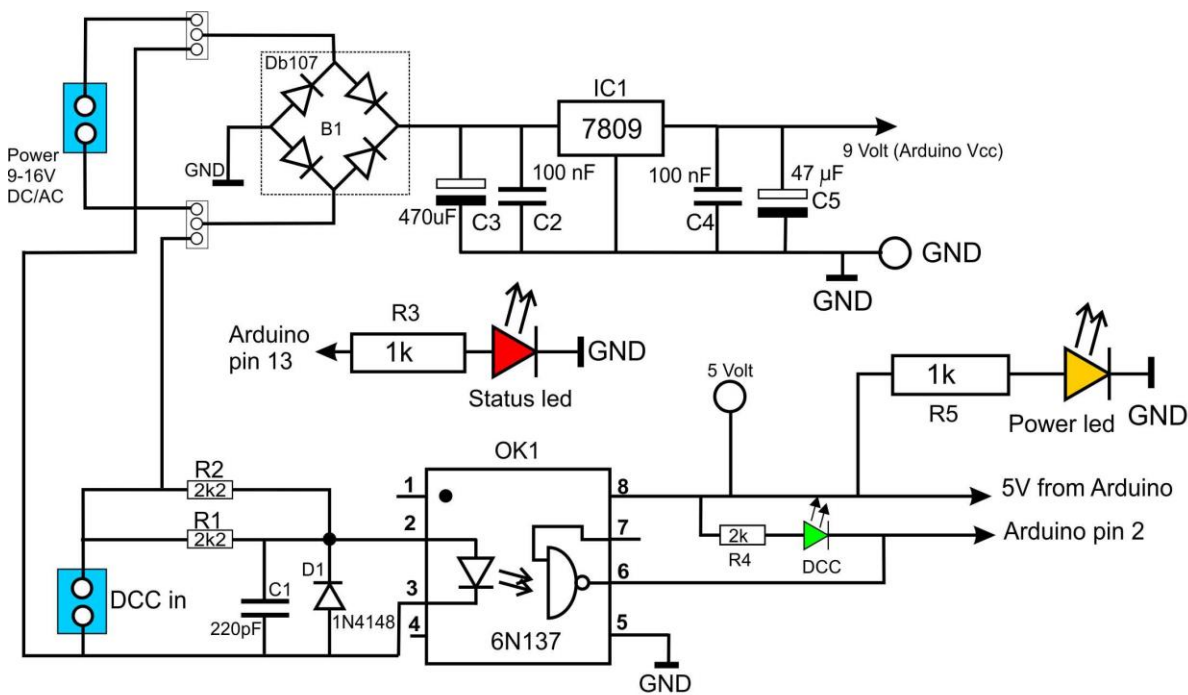 Db107
B1
GND
Power
9-16V
DC/AC
IC1
7809
9 Volt (Arduino Vcc)
470uF
C3
100 nF
C2
100 nF
C4
47 µF
C5
GND
GND
Arduino
pin 13
R3
1k
GND
Status led
5 Volt
1k
R5
Power led
GND
OK1
R2
2k2
R1
2k2
DCC in
C1
220pF
D1
1N4148
1
2
3
4
8
7
6
5
6N137
GND
5V from Arduino
2k
R4
DCC
Arduino pin 2